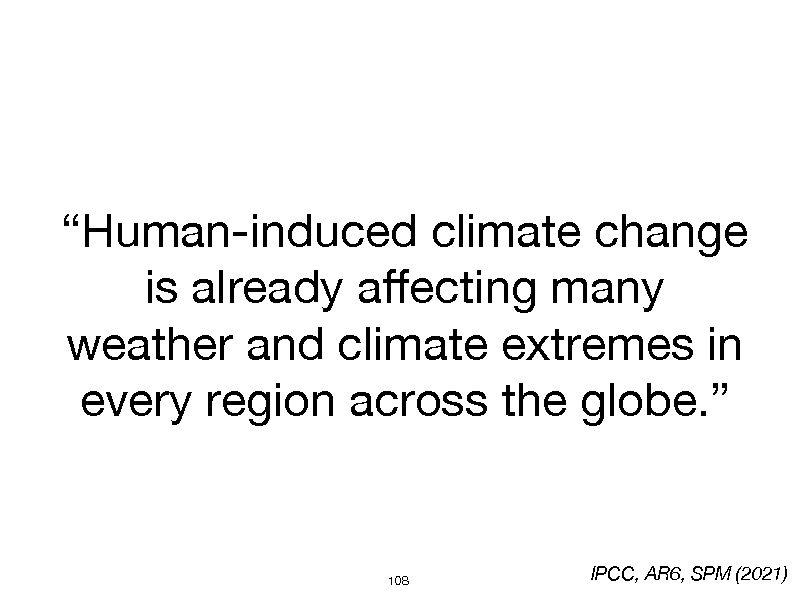 “Human-induced climate change
is already affecting many
weather and climate extremes in
every region across the globe.”
108
IPCC, AR6, SPM (2021)